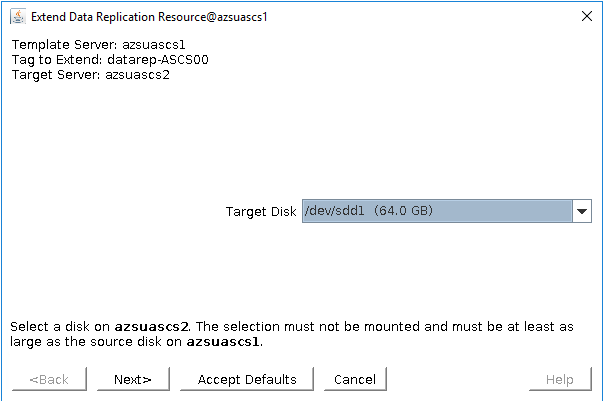 Extend Data Replication Resource@azsuascs1
Template Server: azsuascs1
Tag to Extend: datarep-ASCS00
Target Server: azsuascs2
Target Disk /dev/sdd1 (64.0 GB)
Select a disk on azsuascs2. The selection must not be mounted and must be at least as
large as the source disk on azsuascs1.
<Back Next> Accept Defaults Cancel Help